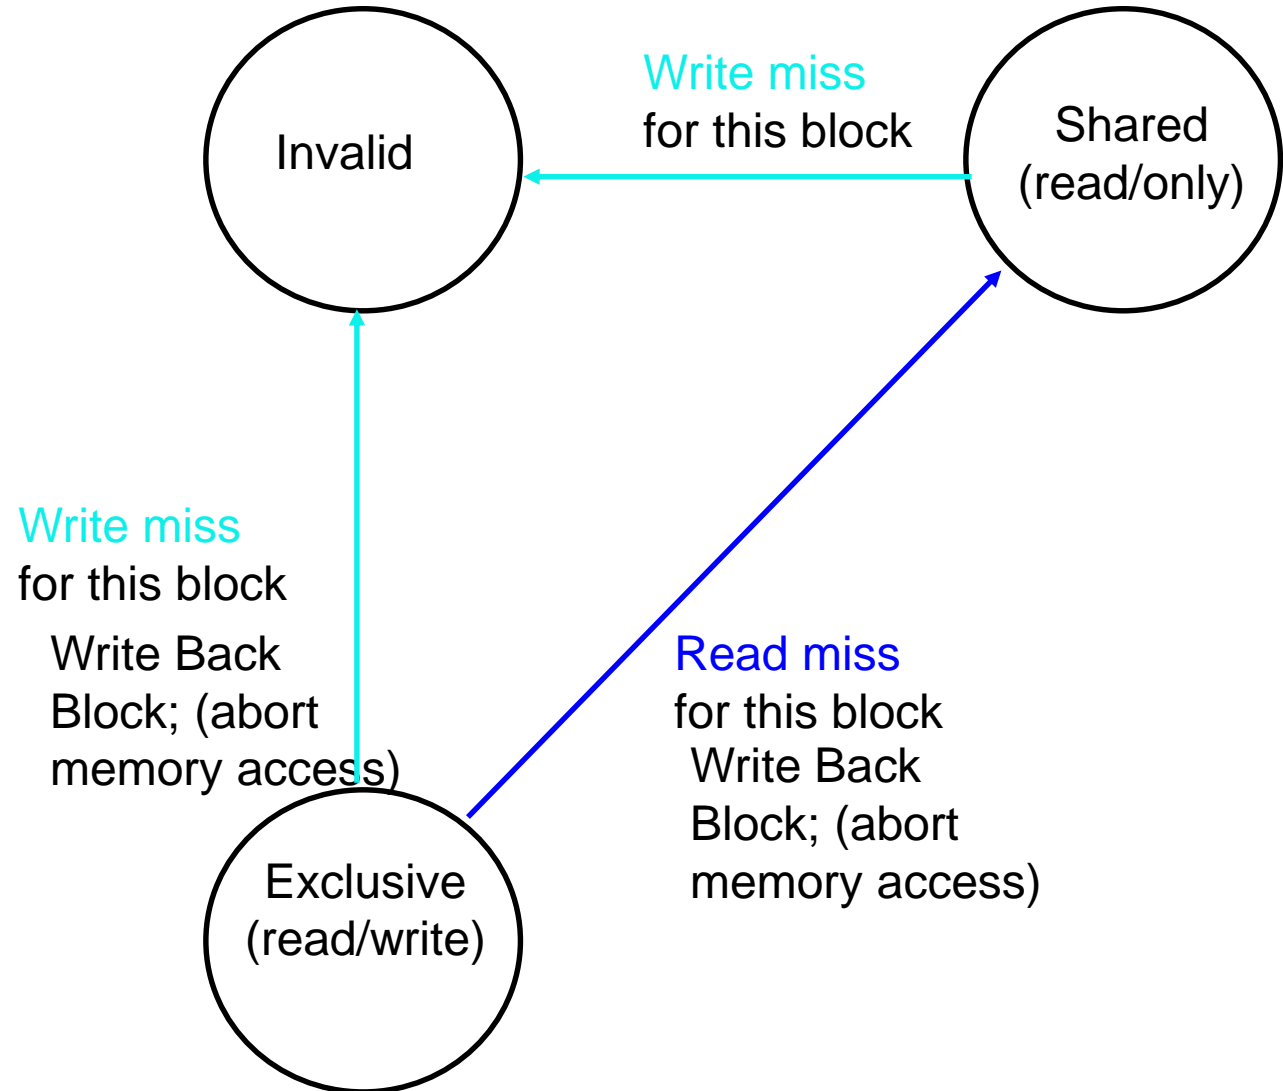 Invalid
Write miss
for this block
Shared
(read/only)
Write miss
for this block
Write Back
Block; (abort
memory access)
Read miss
for this block
Write Back
Block; (abort
memory access)
Exclusive
(read/write)